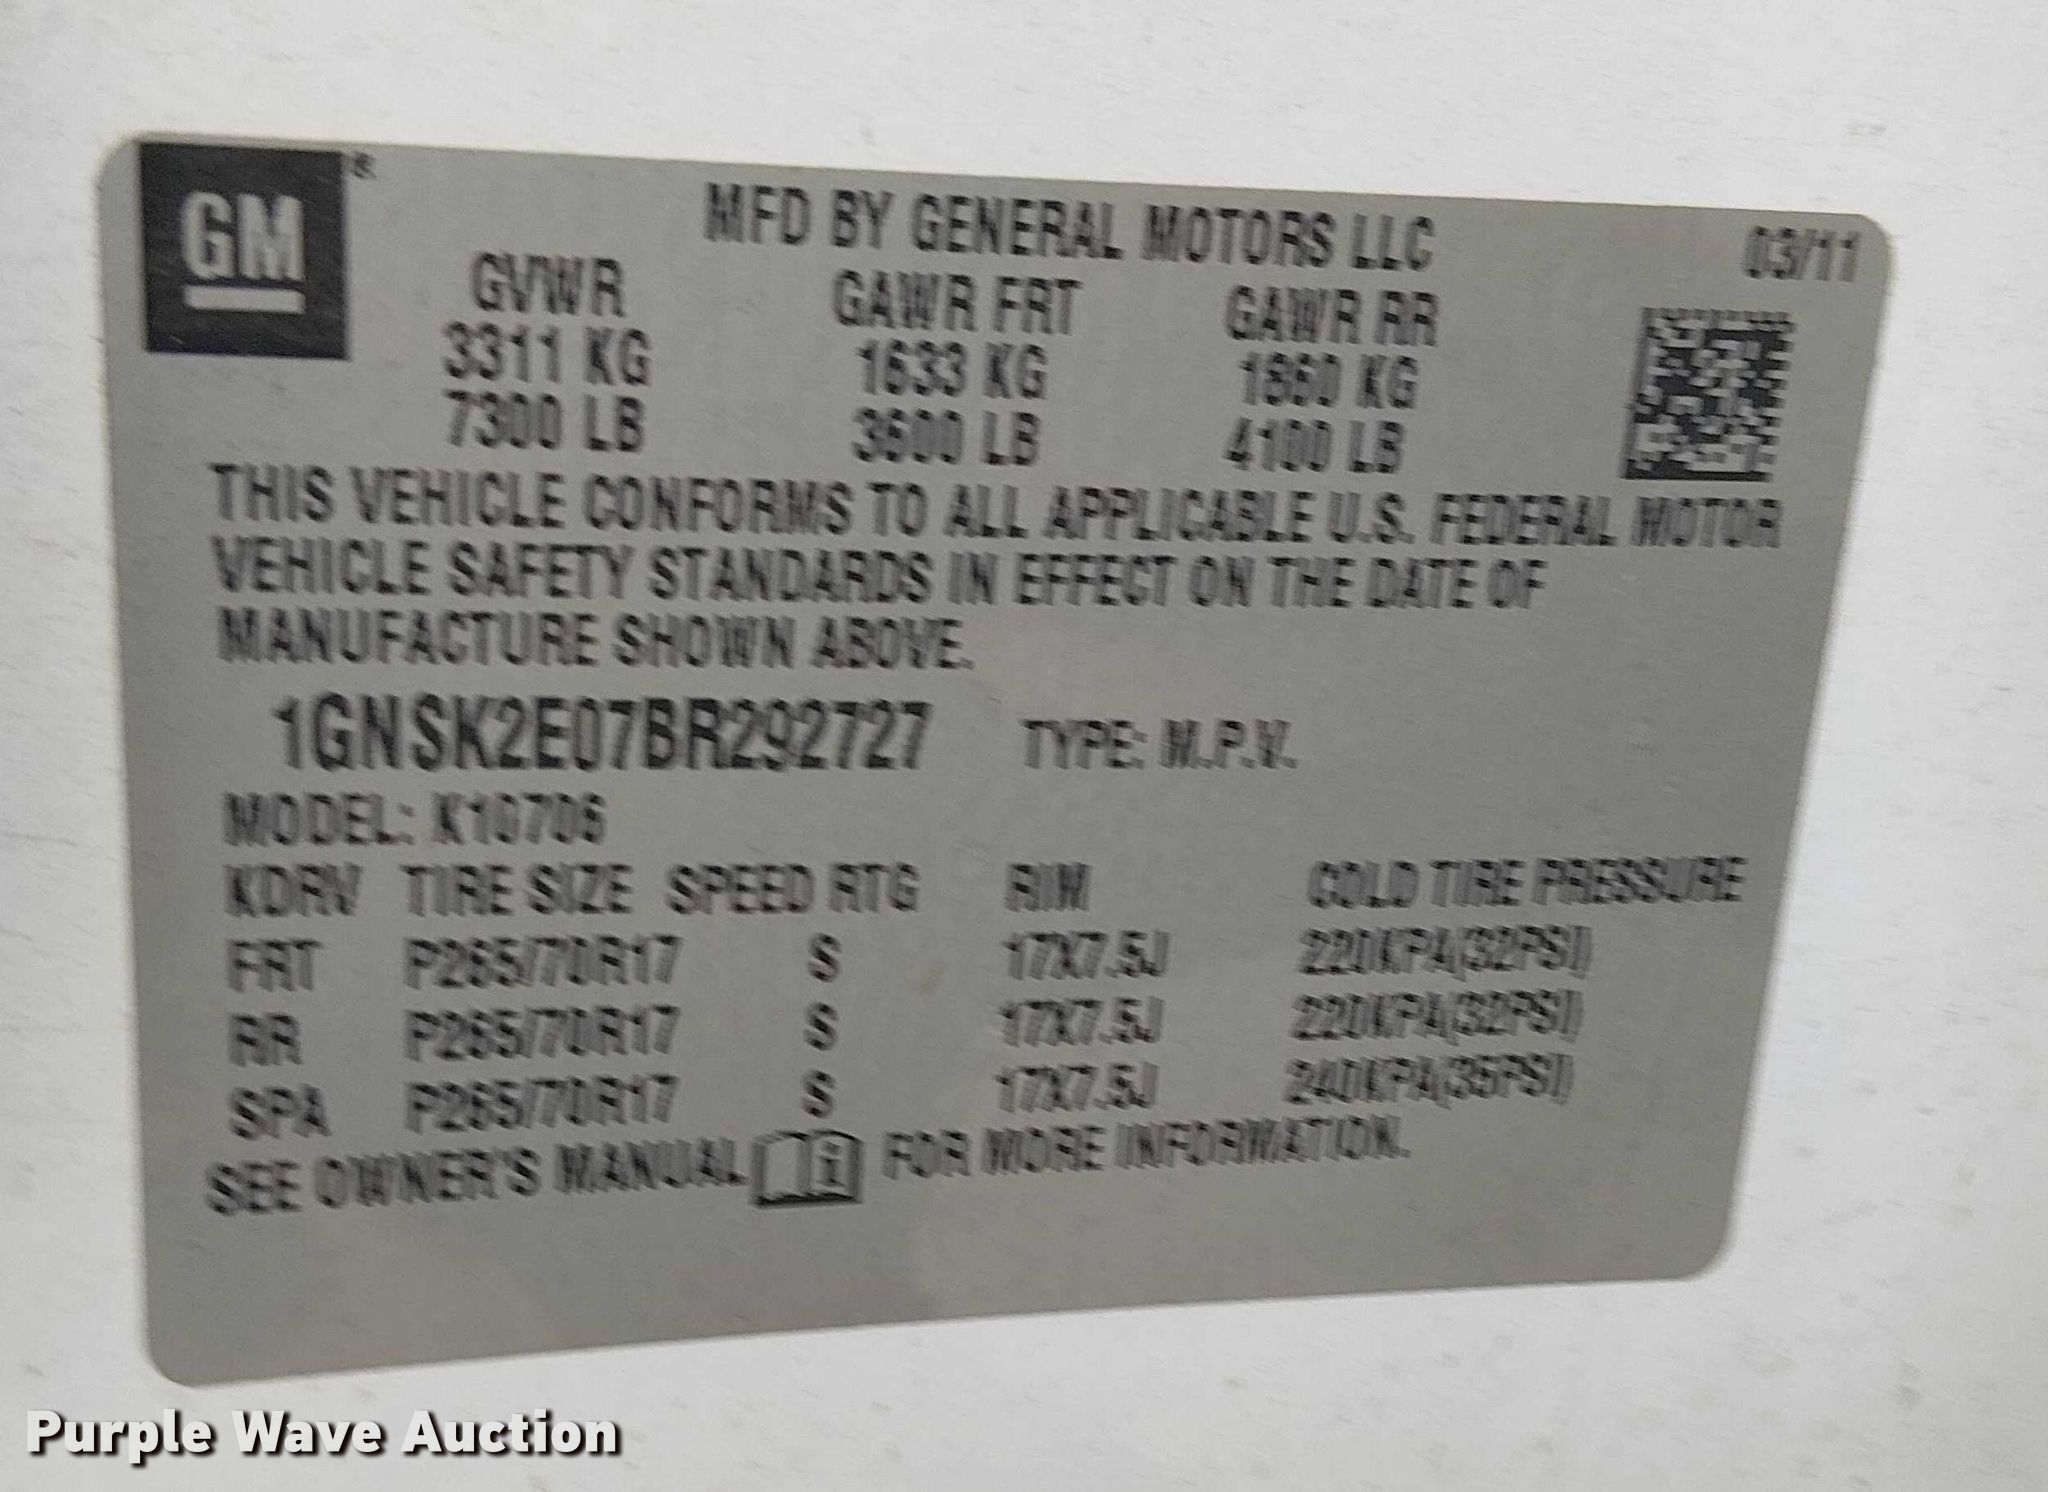 GM®
MFD BY GENERAL MOTORS LLC 03/11
GVWR GAWR FRT GAWR RR
3311 KG 1633 KG 1860 KG
7300 LB 3600 LB 4100 LB
THIS VEHICLE CONFORMS TO ALL APPLICABLE U.S. FEDERAL MOTOR
VEHICLE SAFETY STANDARDS IN EFFECT ON THE DATE OF
MANUFACTURE SHOWN ABOVE.
1GNSK2E07BR292727 TYPE: M.P.V.
MODEL: K10706
KDRV TIRE SIZE SPEED RTG RIM COLD TIRE PRESSURE
FRT P265/70R17 S 17X7.5J 220KPA(32PSI)
RR P265/70R17 S 17X7.5J 220KPA(32PSI)
SPA P265/70R17 S 17X7.5J 240KPA(35PSI)
SEE OWNER'S MANUAL FOR MORE INFORMATION.
Purple Wave Auction